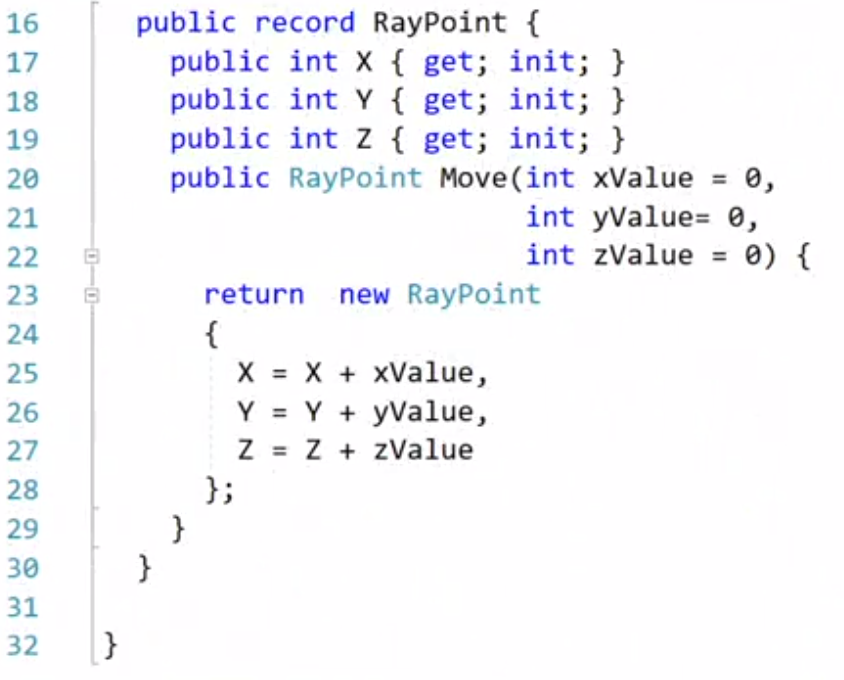 16 public record RayPoint {
17 public int X { get; init; }
18 public int Y { get; init; }
19 public int Z { get; init; }
20 public RayPoint Move(int xValue = 0,
21 int yValue= 0,
22 int zValue = 0) {
23 return  new RayPoint
24 {
25 X = X + xValue,
26 Y = Y + yValue,
27 Z = Z + zValue
28 };
29 }
30 }
31
32 }